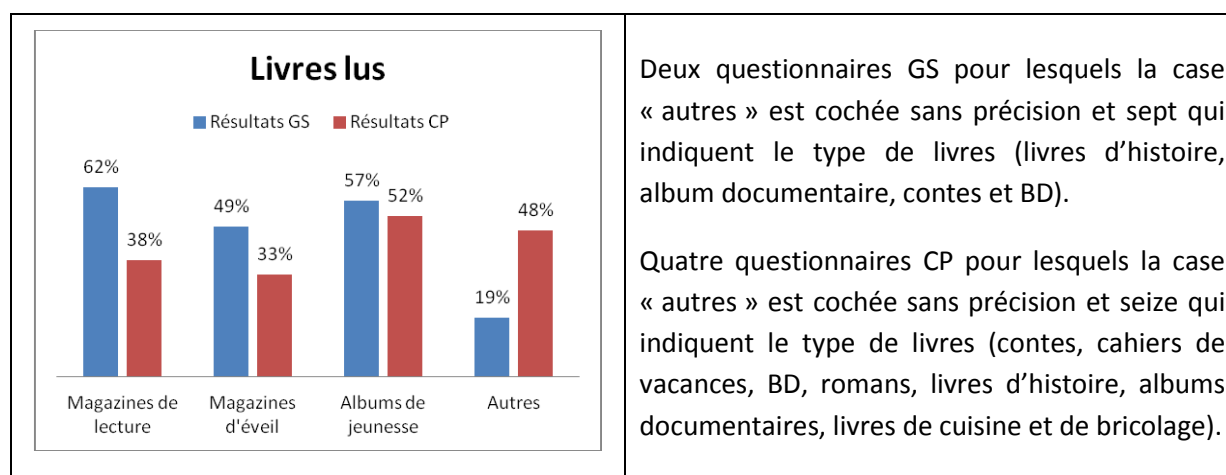 Livres lus
Résultats GS Résultats CP
62%
38%
49%
33%
57%
52%
19%
48%
Magazines de lecture
Magazines d'éveil
Albums de jeunesse
Autres
Deux questionnaires GS pour lesquels la case
« autres » est cochée sans précision et sept qui
indiquent le type de livres (livres d’histoire,
album documentaire, contes et BD).
Quatre questionnaires CP pour lesquels la case
« autres » est cochée sans précision et seize qui
indiquent le type de livres (contes, cahiers de
vacances, BD, romans, livres d’histoire, albums
documentaires, livres de cuisine et de bricolage).